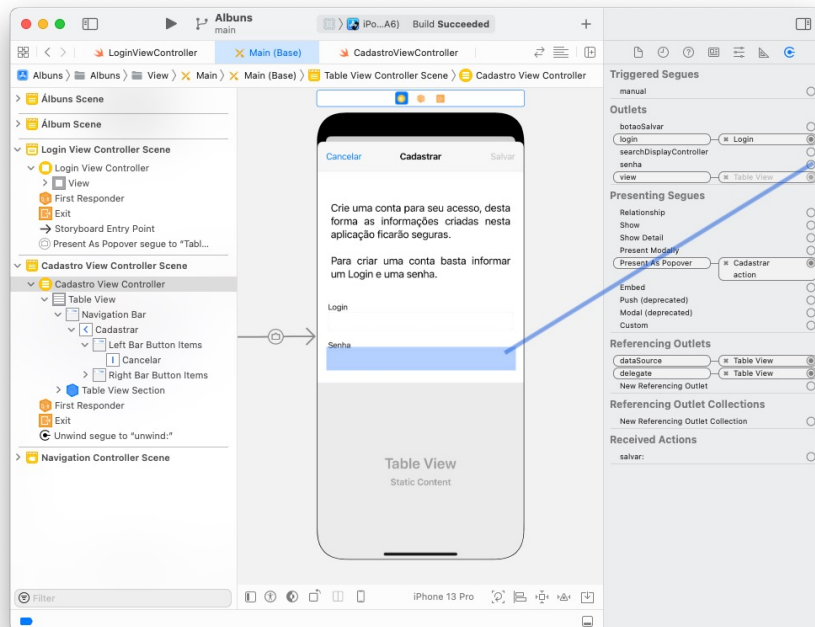 Albuns
main
iPo...A6) Build Succeeded
LoginViewController
Main (Base)
CadastroViewController
Albuns Albuns View Main Main (Base) Table View Controller Scene Cadastro View Controller
Álbuns Scene
Álbum Scene
Login View Controller Scene
Login View Controller
View
First Responder
Exit
Storyboard Entry Point
Present As Popover segue to “Tabl...
Cadastro View Controller Scene
Cadastro View Controller
Table View
Navigation Bar
Cadastrar
Left Bar Button Items
Cancelar
Right Bar Button Items
Table View Section
First Responder
Exit
Unwind segue to “unwind:”
Navigation Controller Scene
Filter
Cancelar Cadastrar Salvar
Crie uma conta para seu acesso, desta
forma as informações criadas nesta
aplicação ficarão seguras.
Para criar uma conta basta informar
um Login e uma senha.
Login
Senha
Table View
Static Content
iPhone 13 Pro
Triggered Segues
manual
Outlets
botaoSalvar
login Login
searchDisplayController
senha
view Table View
Presenting Segues
Relationship
Show
Show Detail
Present Modally
Present As Popover Cadastrar
action
Embed
Push (deprecated)
Modal (deprecated)
Custom
Referencing Outlets
dataSource Table View
delegate Table View
New Referencing Outlet
Referencing Outlet Collections
New Referencing Outlet Collection
Received Actions
salvar: